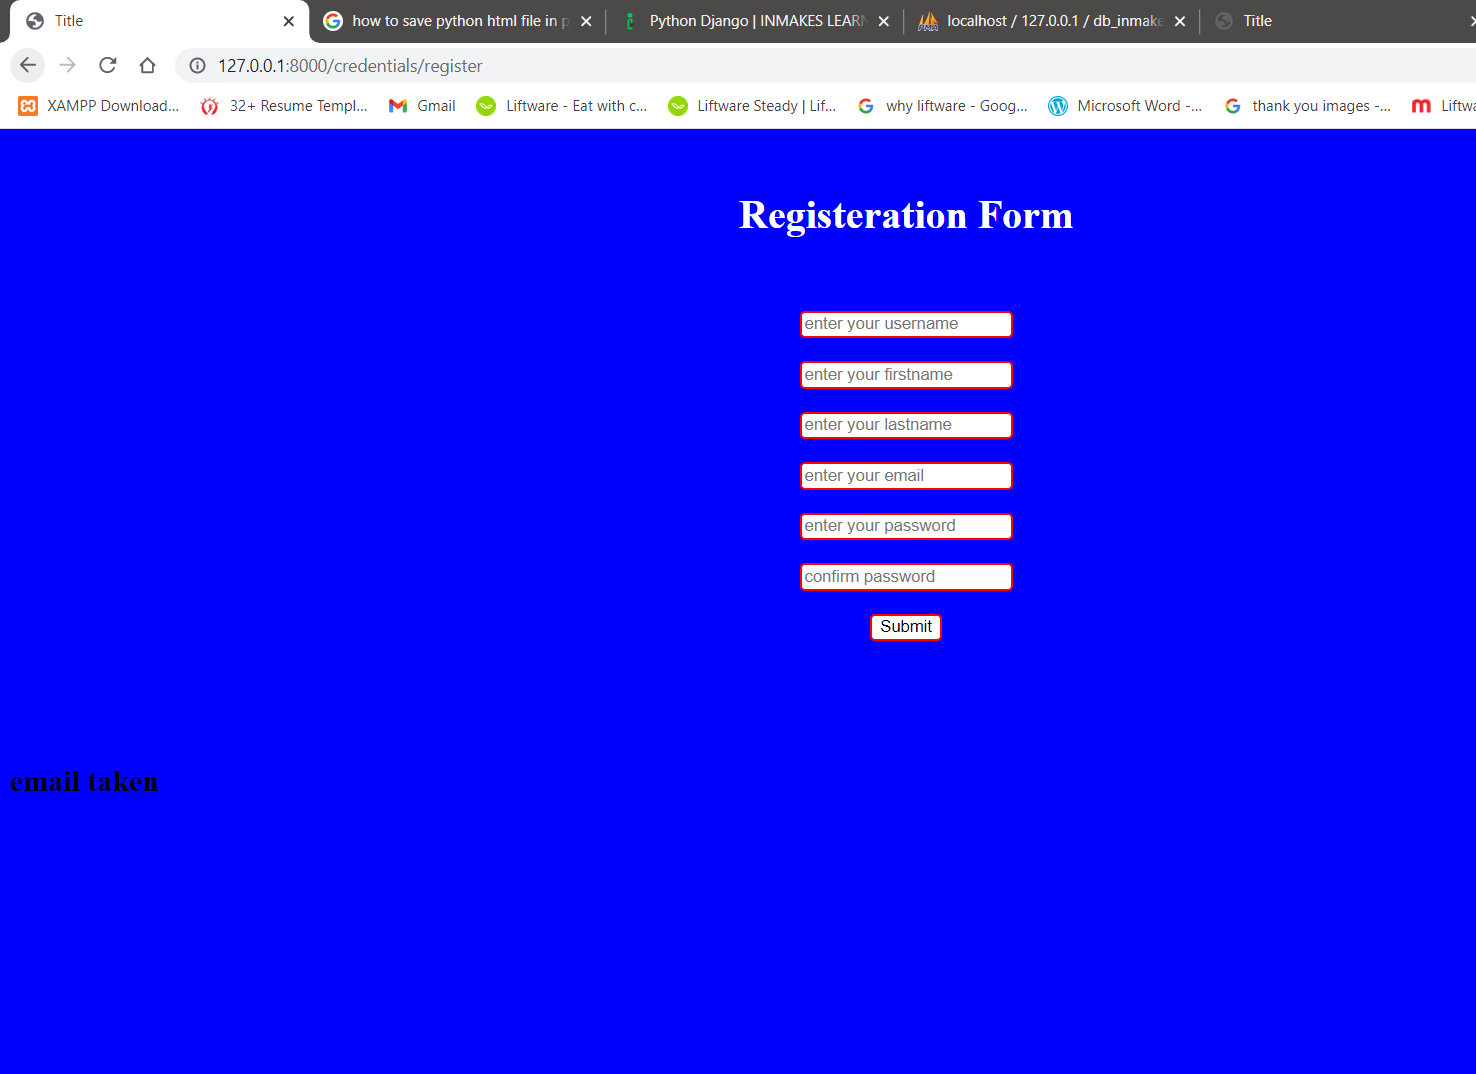 Title
how to save python html file in p
Python Django | INMAKES LEARN
localhost / 127.0.0.1 / db_inmake
Title
127.0.0.1:8000/credentials/register
XAMPP Download...
32+ Resume Templ...
Gmail
Liftware - Eat with c...
Liftware Steady | Lif...
why liftware - Goog...
Microsoft Word -...
thank you images -...
Liftwa
Registeration Form
enter your username
enter your firstname
enter your lastname
enter your email
enter your password
confirm password
Submit
email taken